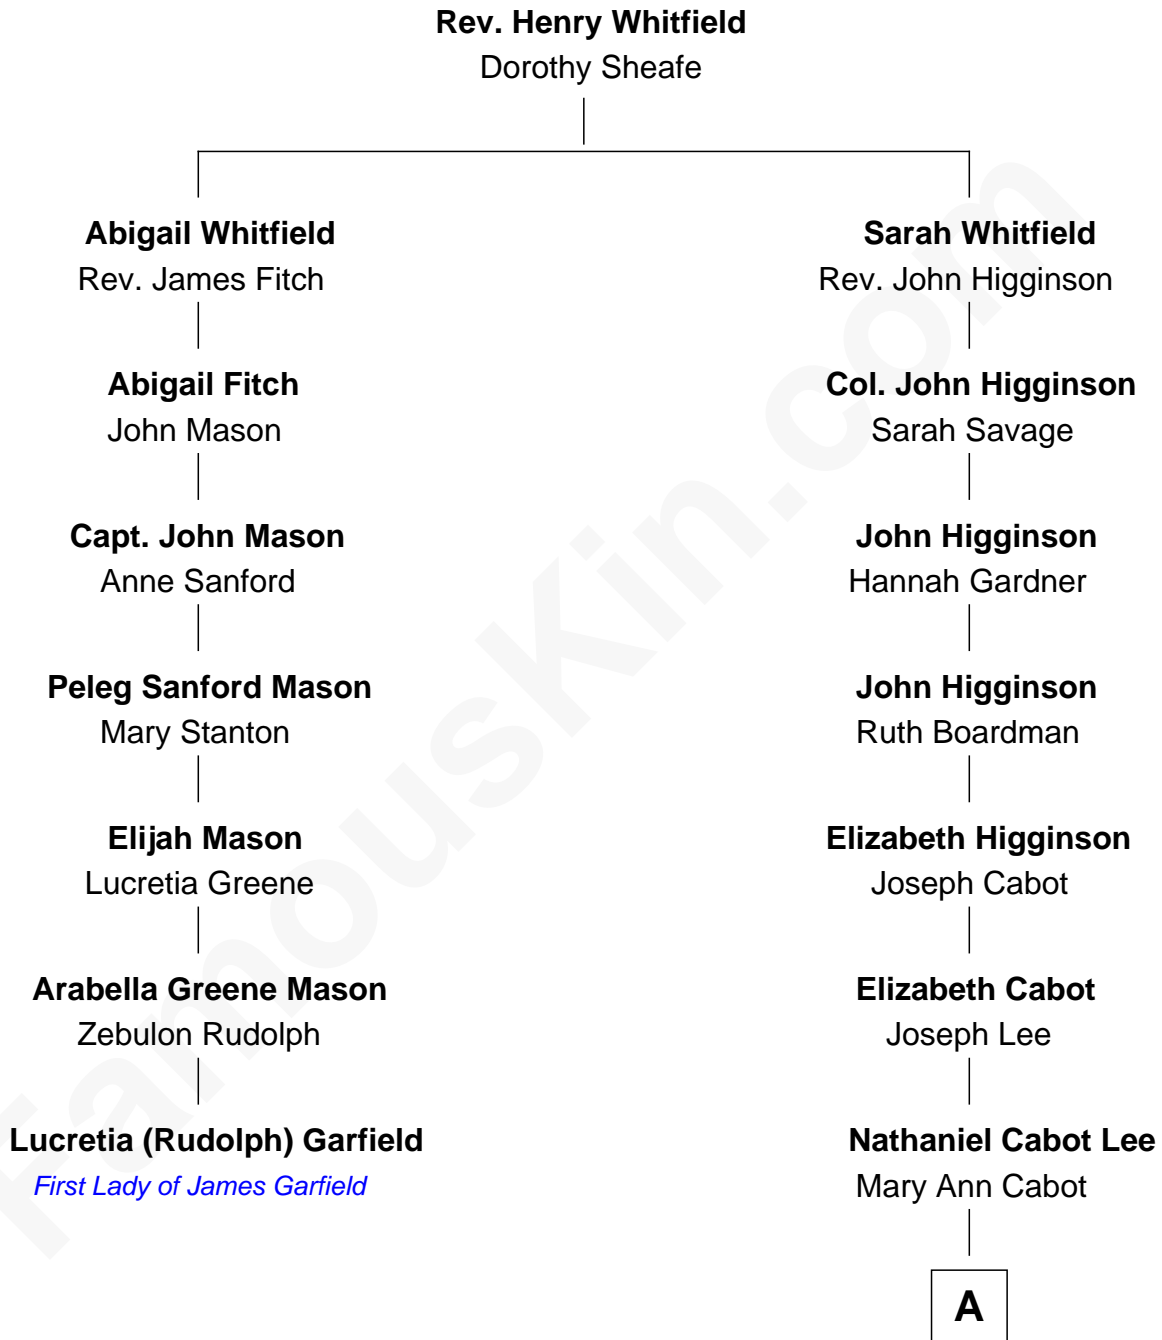 Rev. Henry Whitfield
Dorothy Sheafe
Abigail Whitfield
Rev. James Fitch
Abigail Fitch
John Mason
Capt. John Mason
Anne Sanford
Peleg Sanford Mason
Mary Stanton
Elijah Mason
Lucretia Greene
Arabella Greene Mason
Zebulon Rudolph
Lucretia (Rudolph) Garfield
First Lady of James Garfield
Sarah Whitfield
Rev. John Higginson
Col. John Higginson
Sarah Savage
John Higginson
Hannah Gardner
John Higginson
Ruth Boardman
Elizabeth Higginson
Joseph Cabot
Elizabeth Cabot
Joseph Lee
Nathaniel Cabot Lee
Mary Ann Cabot
A
FamousKin.com